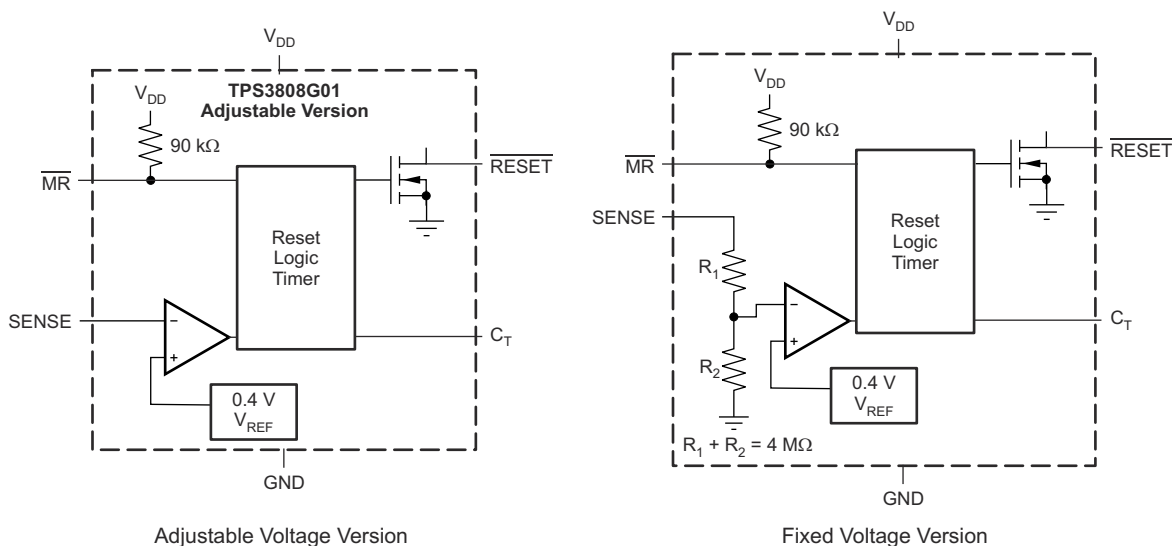 V_DD
TPS3808G01
Adjustable Version
V_DD
90 kΩ
MR
RESET
Reset
Logic
Timer
SENSE
−
+
C_T
0.4 V
V_REF
GND
Adjustable Voltage Version
V_DD
V_DD
90 kΩ
MR
RESET
SENSE
Reset
Logic
Timer
R_1
−
+
C_T
R_2
0.4 V
V_REF
R_1 + R_2 = 4 MΩ
GND
Fixed Voltage Version